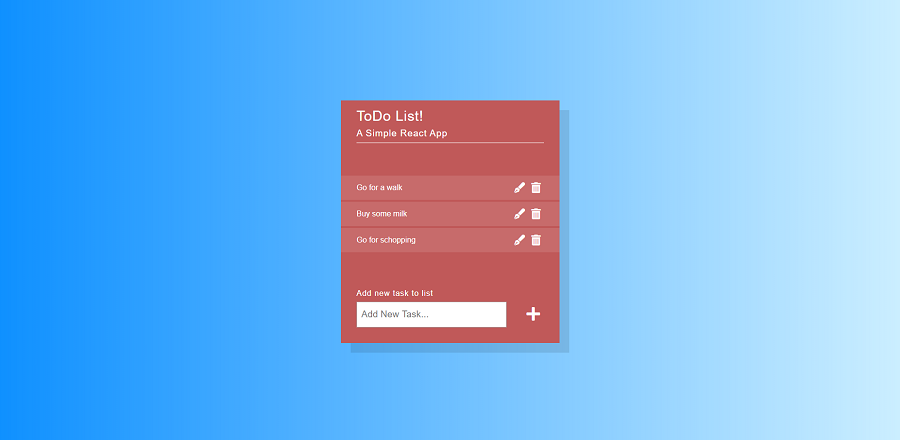 ToDo List!
A Simple React App
Go for a walk
Buy some milk
Go for schopping
Add new task to list
Add New Task...